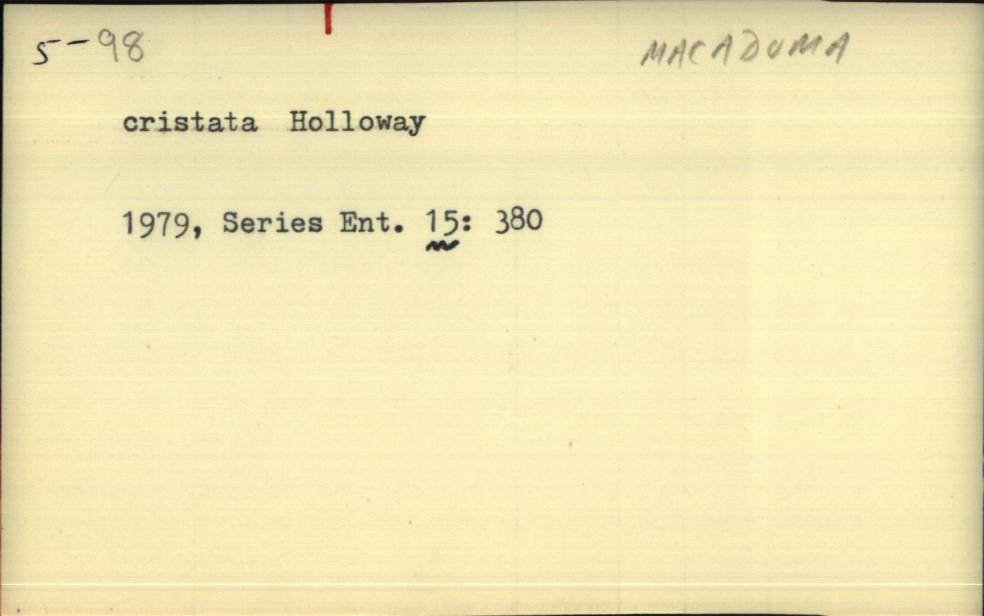 5-98 MACADUMA
cristata Holloway
1979, Series Ent. 15: 380